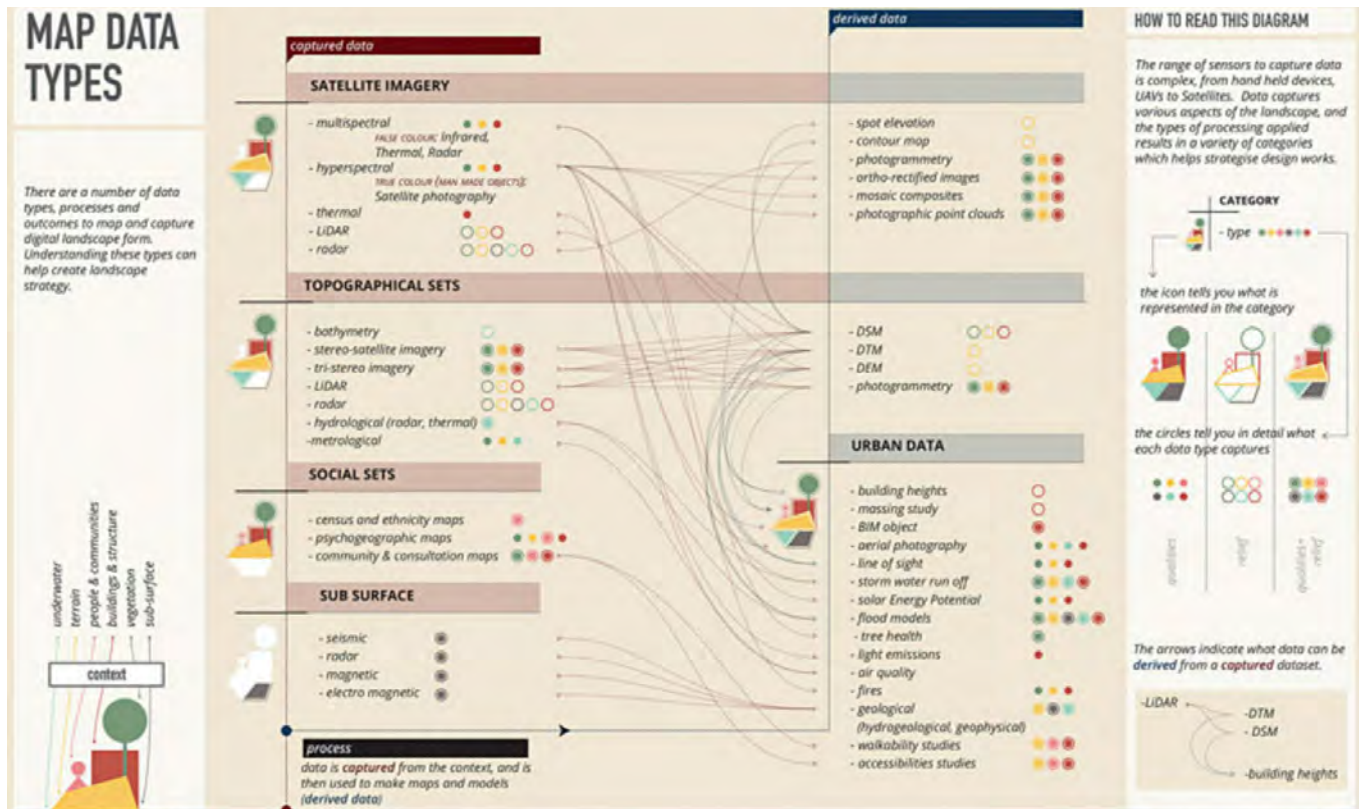 MAP DATA
TYPES
There are a number of data
types, processes and
outcomes to map and capture
digital landscape form.
Understanding these types can
help create landscape
strategy.
underwater
terrain
people & communities
buildings & structure
vegetation
sub-surface
context
captured data
SATELLITE IMAGERY
- multispectral
FALSE COLOUR: Infrared,
Thermal, Radar
- hyperspectral
TRUE COLOUR (MAN MADE OBJECTS):
Satellite photography
- thermal
- LiDAR
- radar
TOPOGRAPHICAL SETS
- bathymetry
- stereo-satellite imagery
- tri-stereo imagery
- LiDAR
- radar
- hydrological (radar, thermal)
-metrological
SOCIAL SETS
- census and ethnicity maps
- psychogeographic maps
- community & consultation maps
SUB SURFACE
- seismic
- radar
- magnetic
- electro magnetic
process
data is captured from the context, and is
then used to make maps and models
(derived data)
derived data
- spot elevation
- contour map
- photogrammetry
- ortho-rectified images
- mosaic composites
- photographic point clouds
- DSM
- DTM
- DEM
- photogrammetry
URBAN DATA
- building heights
- massing study
- BIM object
- aerial photography
- line of sight
- storm water run off
- solar Energy Potential
- flood models
- tree health
- light emissions
- air quality
- fires
- geological
(hydrogeological, geophysical)
- walkability studies
- accessibilities studies
HOW TO READ THIS DIAGRAM
The range of sensors to capture data
is complex, from hand held devices,
UAVs to Satellites. Data captures
various aspects of the landscape, and
the types of processing applied
results in a variety of categories
which helps strategise design works.
CATEGORY
- type
the icon tells you what is
represented in the category
the circles tell you in detail what
each data type captures
qualities
relief
relief
+qualities
The arrows indicate what data can be
derived from a captured dataset.
-LiDAR
-DTM
- DSM
-building heights